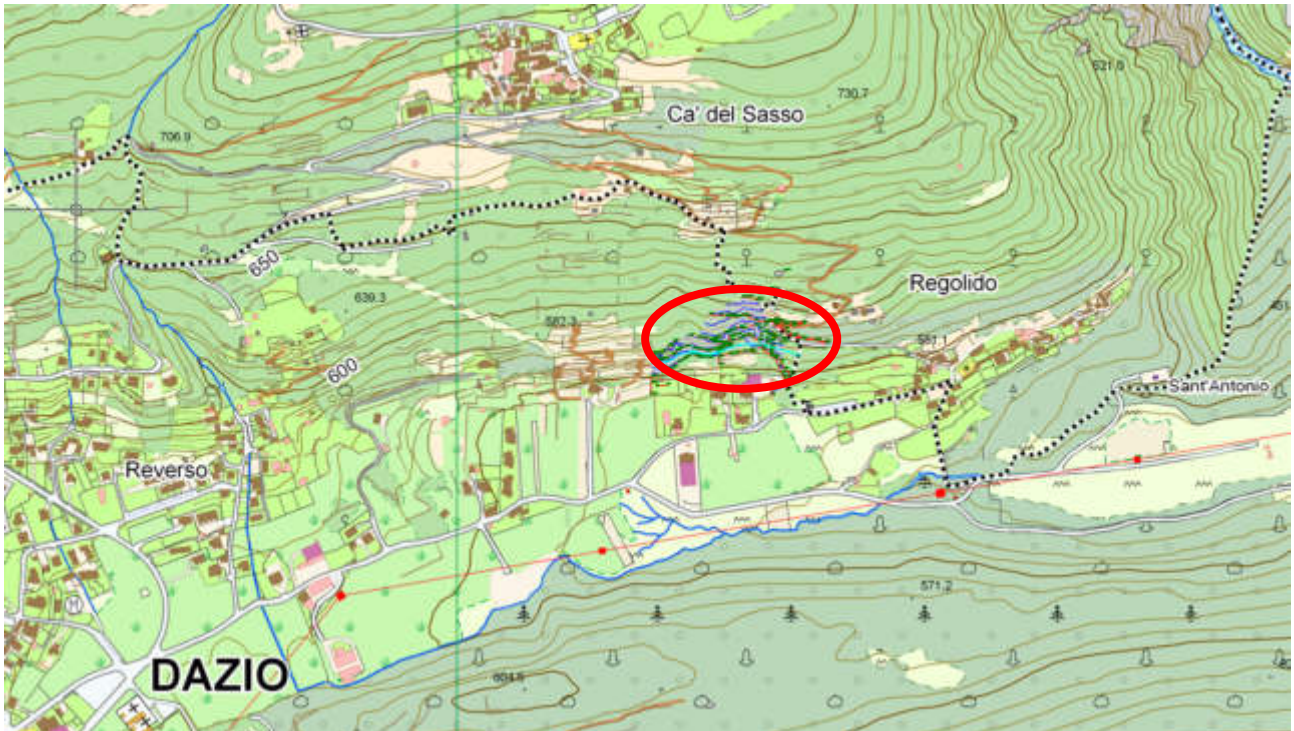 621.0
730.7
Ca' del Sasso
706.9
650
Regolido
639.3
582.3
551.1
600
Sant'Antonio
Reverso
571.2
M
DAZIO
604.5